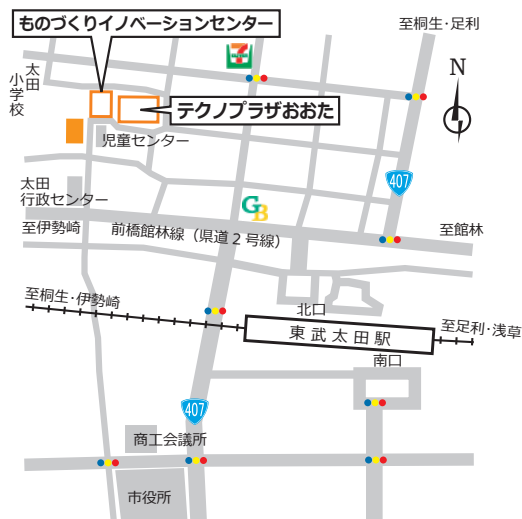 ものづくりイノベーションセンター
至桐生・足利
7
ELEVEN
N
太田
小学校
テクノプラザおおた
児童センター
407
太田
行政センター
GB
至伊勢崎
前橋館林線（県道２号線）
至館林
至桐生・伊勢崎
北口
東武太田駅
至足利・浅草
南口
407
商工会議所
市役所